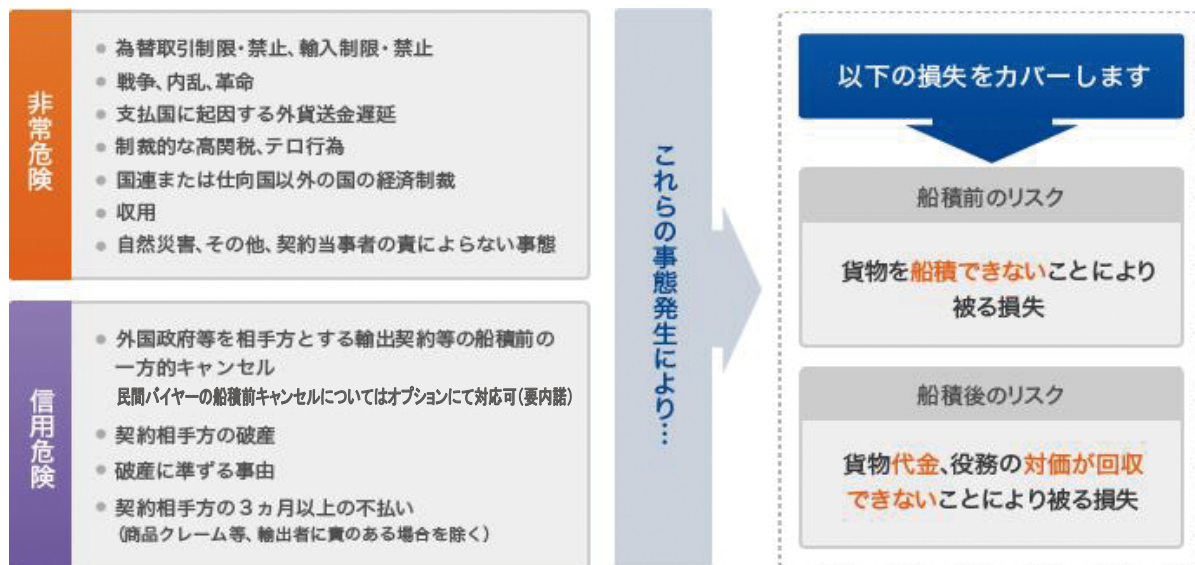 非常危険
為替取引制限・禁止、輸入制限・禁止
戦争、内乱、革命
支払国に起因する外貨送金遅延
制裁的な高関税、テロ行為
国連または仕向国以外の国の経済制裁
収用
自然災害、その他、契約当事者の責によらない事態
信用危険
外国政府等を相手方とする輸出契約等の船積前の
一方的キャンセル
民間バイヤーの船積前キャンセルについてはオプションにて対応可(要内諾)
契約相手方の破産
破産に準ずる事由
契約相手方の3ヵ月以上の不払い
(商品クレーム等、輸出者に責のある場合を除く)
これらの事態発生により…
以下の損失をカバーします
船積前のリスク
貨物を船積できないことにより
被る損失
船積後のリスク
貨物代金、役務の対価が回収
できないことにより被る損失